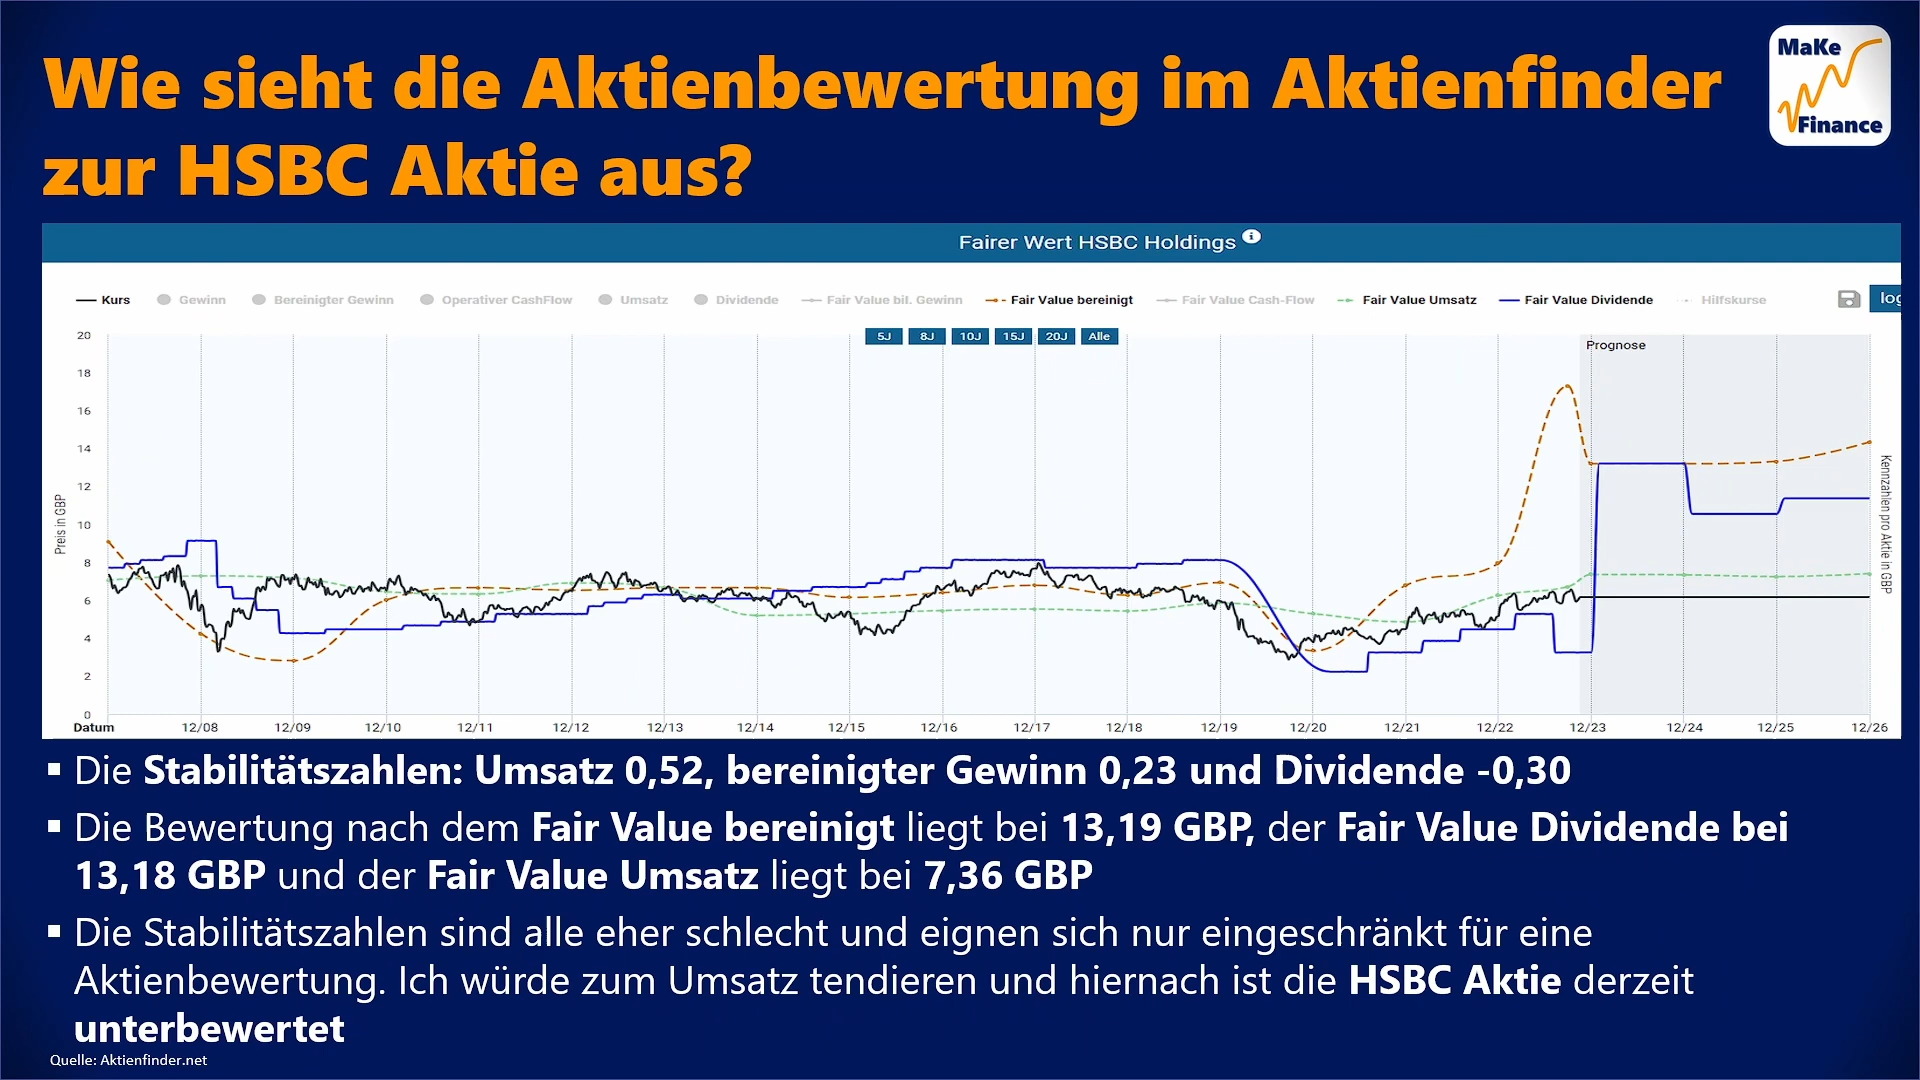 Wie sieht die Aktienbewertung im Aktienfinder
zur HSBC Aktie aus?
MaKe
Finance
Fairer Wert HSBC Holdings i
Kurs Gewinn Bereinigter Gewinn Operativer CashFlow Umsatz Dividende Fair Value bil. Gewinn Fair Value bereinigt Fair Value Cash-Flow Fair Value Umsatz Fair Value Dividende Hilfskurse log
5J 8J 10J 15J 20J Alle
Prognose
20
18
16
14
12
10
8
6
4
2
0
Preis in GBP
Kennzahlen pro Aktie in GBP
Datum 12/08 12/09 12/10 12/11 12/12 12/13 12/14 12/15 12/16 12/17 12/18 12/19 12/20 12/21 12/22 12/23 12/24 12/25 12/26
▪ Die Stabilitätszahlen: Umsatz 0,52, bereinigter Gewinn 0,23 und Dividende -0,30
▪ Die Bewertung nach dem Fair Value bereinigt liegt bei 13,19 GBP, der Fair Value Dividende bei
13,18 GBP und der Fair Value Umsatz liegt bei 7,36 GBP
▪ Die Stabilitätszahlen sind alle eher schlecht und eignen sich nur eingeschränkt für eine
Aktienbewertung. Ich würde zum Umsatz tendieren und hiernach ist die HSBC Aktie derzeit
unterbewertet
Quelle: Aktienfinder.net